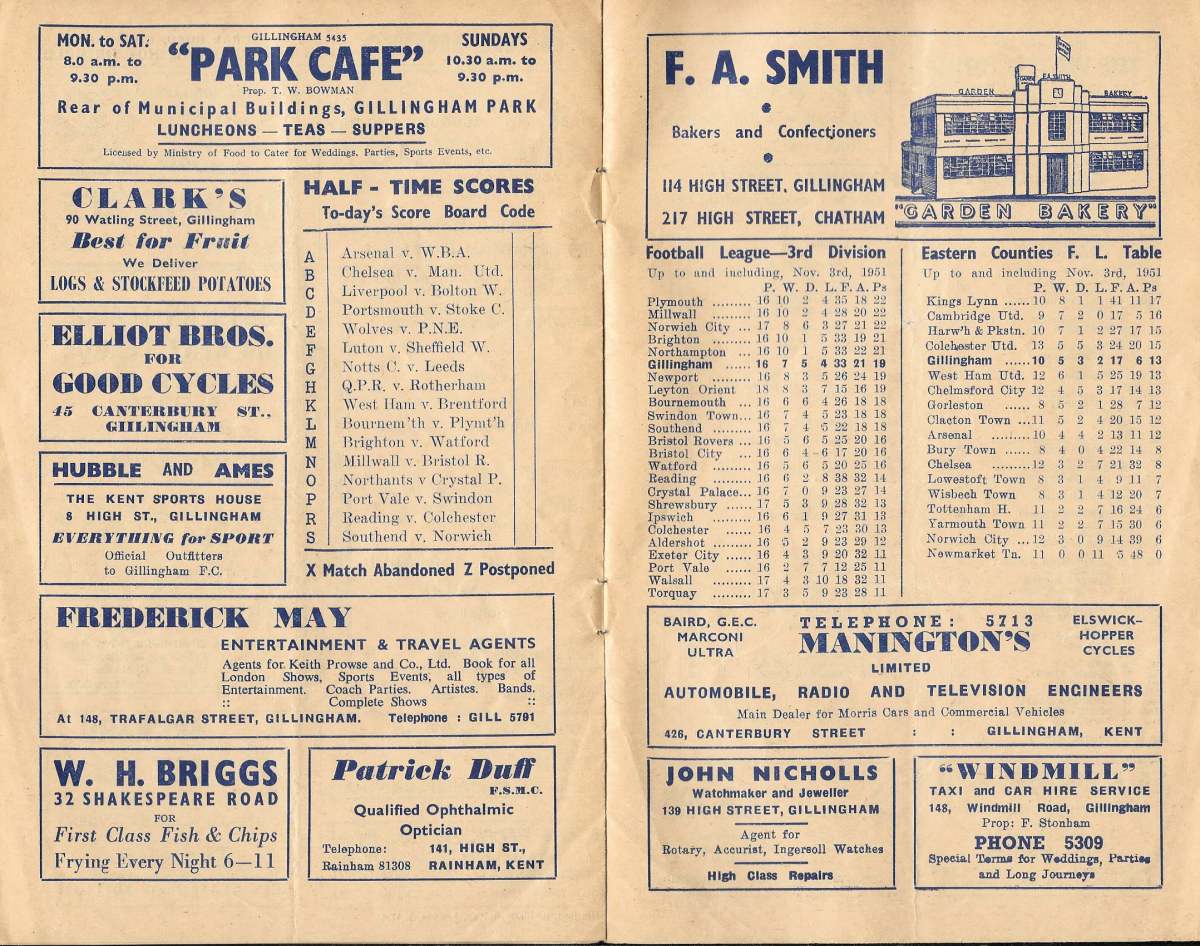 GILLINGHAM 5435
MON. to SAT: "PARK CAFE" SUNDAYS
8.0 a.m. to 10.30 a.m. to
9.30 p.m. 9.30 p.m.
Prop. T. W. BOWMAN
Rear of Municipal Buildings, GILLINGHAM PARK
LUNCHEONS — TEAS — SUPPERS
Licensed by Ministry of Food to Cater for Weddings. Parties, Sports Events, etc.
CLARK'S
90 Watling Street, Gillingham
Best for Fruit
We Deliver
LOGS & STOCKFEED POTATOES
ELLIOT BROS.
FOR
GOOD CYCLES
45 CANTERBURY ST.,
GIILINGHAM
HUBBLE AND AMES
THE KENT SPORTS HOUSE
8 HIGH ST., GILLINGHAM
EVERYTHING for SPORT
Official Outfitters
to Gillingham F.C.
HALF - TIME SCORES
To-day's Score Board Code
A Arsenal v. W.B.A.
B Chelsea v. Man. Utd.
C Liverpool v. Bolton W.
D Portsmouth v. Stoke C.
E Wolves v. P.N.E.
F Luton v. Sheffield W.
G Notts C. v. Leeds
H Q.P.R. v. Rotherham
K West Ham v. Brentford
L Bournem'th v. Plymt'h
M Brighton v. Watford
N Millwall v. Bristol R.
O Northants v Crystal P.
P Port Vale v. Swindon
R Reading v. Colchester
S Southend v. Norwich
X Match Abandoned Z Postponed
FREDERICK MAY
ENTERTAINMENT & TRAVEL AGENTS
Agents for Keith Prowse and Co., Ltd. Book for all
London Shows, Sports Events, all types of
Entertainment. Coach Parties. Artistes. Bands.
:: Complete Shows ::
At 148, TRAFALGAR STREET, GILLINGHAM. Telephone : GILL 5791
W. H. BRIGGS
32 SHAKESPEARE ROAD
FOR
First Class Fish & Chips
Frying Every Night 6—11
Patrick Duff
F.S.M.C.
Qualified Ophthalmic
Optician
Telephone: 141, HIGH ST.,
Rainham 81308 RAINHAM, KENT
F. A. SMITH
Bakers and Confectioners
114 HIGH STREET, GILLINGHAM
217 HIGH STREET, CHATHAM
GARDEN F.A. SMITH BAKERY
"GARDEN BAKERY"
Football League—3rd Division
Up to and including, Nov. 3rd, 1951
P. W. D. L. F. A. Ps
Plymouth ......... 16 10 2 4 35 18 22
Millwall ......... 16 10 2 4 28 20 22
Norwich City ... 17 8 6 3 27 21 22
Brighton ......... 16 10 1 5 33 19 21
Northampton ... 16 10 1 5 33 22 21
Gillingham ...... 16 7 5 4 33 21 19
Newport ......... 16 8 3 5 26 24 19
Leyton Orient 18 8 3 7 15 16 19
Bournemouth ... 16 6 6 4 26 18 18
Swindon Town... 16 7 4 5 23 18 18
Southend ......... 16 7 4 5 22 18 18
Bristol Rovers ... 16 5 6 5 25 20 16
Bristol City ... 16 6 4 6 17 20 16
Watford ......... 16 5 6 5 20 25 16
Reading ......... 16 6 2 8 38 32 14
Crystal Palace... 16 7 0 9 23 27 14
Shrewsbury ...... 17 5 3 9 28 32 13
Ipswich ......... 16 6 1 9 27 31 13
Colchester ...... 16 4 5 7 23 30 13
Aldershot ......... 16 5 2 9 23 29 12
Exeter City ...... 16 4 3 9 20 32 11
Port Vale ...... 16 2 7 7 12 25 11
Walsall ......... 17 4 3 10 18 32 11
Torquay ......... 17 3 5 9 23 28 11
Eastern Counties F. L. Table
Up to and including Nov. 3rd, 1951
P. W. D. L. F. A. Ps
Kings Lynn ...... 10 8 1 1 41 11 17
Cambridge Utd. 9 7 2 0 17 5 16
Harw'h & Pkstn. 10 7 1 2 27 17 15
Colchester Utd. 13 5 5 3 24 20 15
Gillingham ...... 10 5 3 2 17 6 13
West Ham Utd. 12 6 1 5 25 19 13
Chelmsford City 12 4 5 3 17 14 13
Gorleston ...... 8 5 2 1 28 7 12
Clacton Town ... 11 5 2 4 20 15 12
Arsenal ......... 10 4 4 2 13 11 12
Bury Town ...... 8 4 0 4 22 14 8
Chelsea ......... 12 3 2 7 21 32 8
Lowestoft Town 8 3 1 4 9 11 7
Wisbech Town 8 3 1 4 12 20 7
Tottenham H. 11 2 2 7 16 24 6
Yarmouth Town 11 2 2 7 15 30 6
Norwich City ... 12 3 0 9 14 39 6
Newmarket Tn. 11 0 0 11 5 48 0
BAIRD, G.E.C. TELEPHONE: 5713 ELSWICK-
MARCONI MANINGTON'S HOPPER
ULTRA LIMITED CYCLES
AUTOMOBILE, RADIO AND TELEVISION ENGINEERS
Main Dealer for Morris Cars and Commercial Vehicles
426, CANTERBURY STREET : : GILLINGHAM, KENT
JOHN NICHOLLS
Watchmaker and Jeweller
139 HIGH STREET, GILLINGHAM
Agent for
Rotary, Accurist, Ingersoll Watches
High Class Repairs
"WINDMILL"
TAXI and CAR HIRE SERVICE
148, Windmill Road, Gillingham
Prop: F. Stonham
PHONE 5309
Special Terms for Weddings, Parties
and Long Journeys